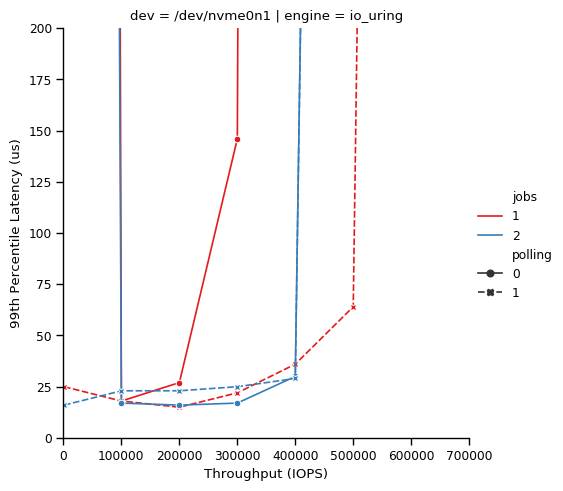 dev = /dev/nvme0n1 | engine = io_uring
200
175
150
125
100
75
50
25
0
99th Percentile Latency (us)
0 100000 200000 300000 400000 500000 600000 700000
Throughput (IOPS)
jobs
1
2
polling
0
1